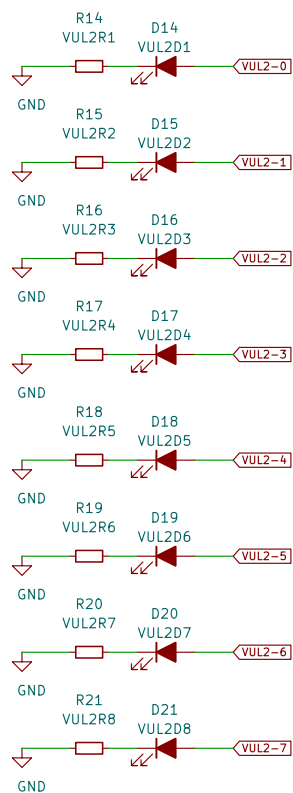 R14
VUL2R1
D14
VUL2D1
VUL2-0
GND
R15
VUL2R2
D15
VUL2D2
VUL2-1
GND
R16
VUL2R3
D16
VUL2D3
VUL2-2
GND
R17
VUL2R4
D17
VUL2D4
VUL2-3
GND
R18
VUL2R5
D18
VUL2D5
VUL2-4
GND
R19
VUL2R6
D19
VUL2D6
VUL2-5
GND
R20
VUL2R7
D20
VUL2D7
VUL2-6
GND
R21
VUL2R8
D21
VUL2D8
VUL2-7
GND